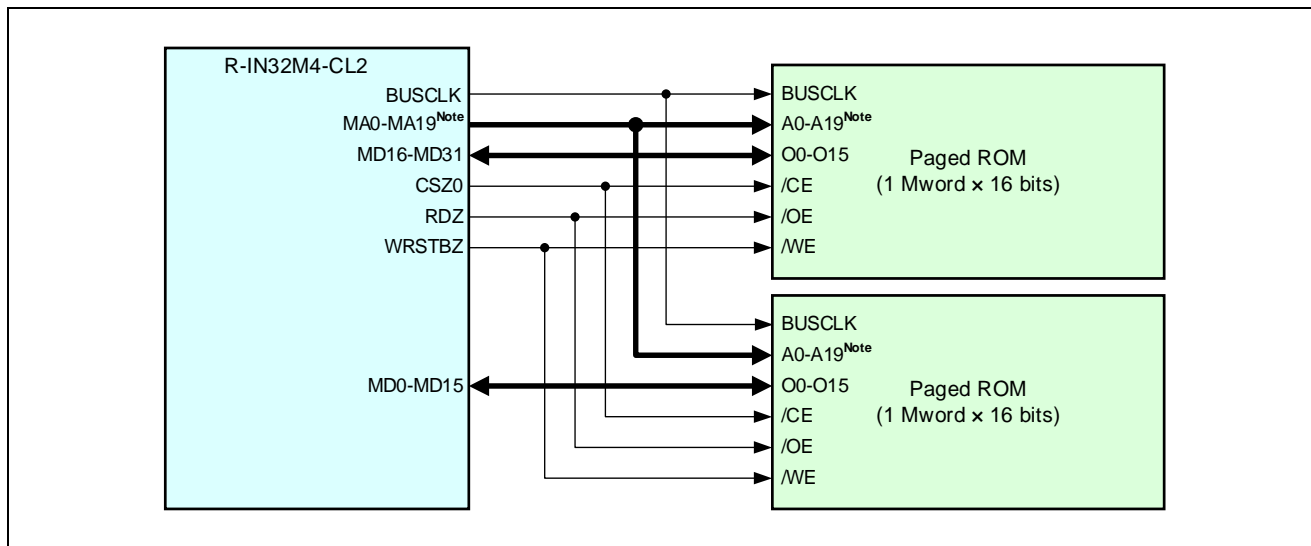 R-IN32M4-CL2
BUSCLK
MA0-MA19Note
MD16-MD31
CSZ0
RDZ
WRSTBZ
MD0-MD15
BUSCLK
A0-A19Note
O0-O15
/CE
/OE
/WE
Paged ROM
(1 Mword × 16 bits)
BUSCLK
A0-A19Note
O0-O15
/CE
/OE
/WE
Paged ROM
(1 Mword × 16 bits)